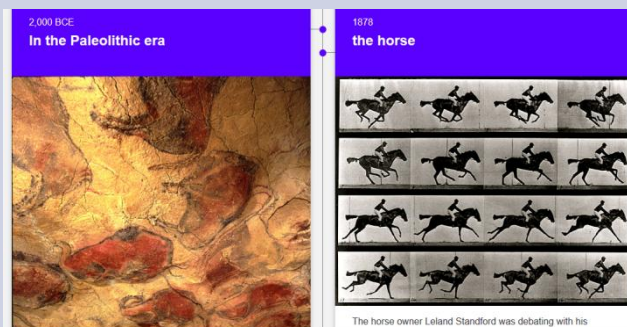 2,000 BCE
In the Paleolithic era
1878
the horse
The horse owner Leland Standford was debating with his